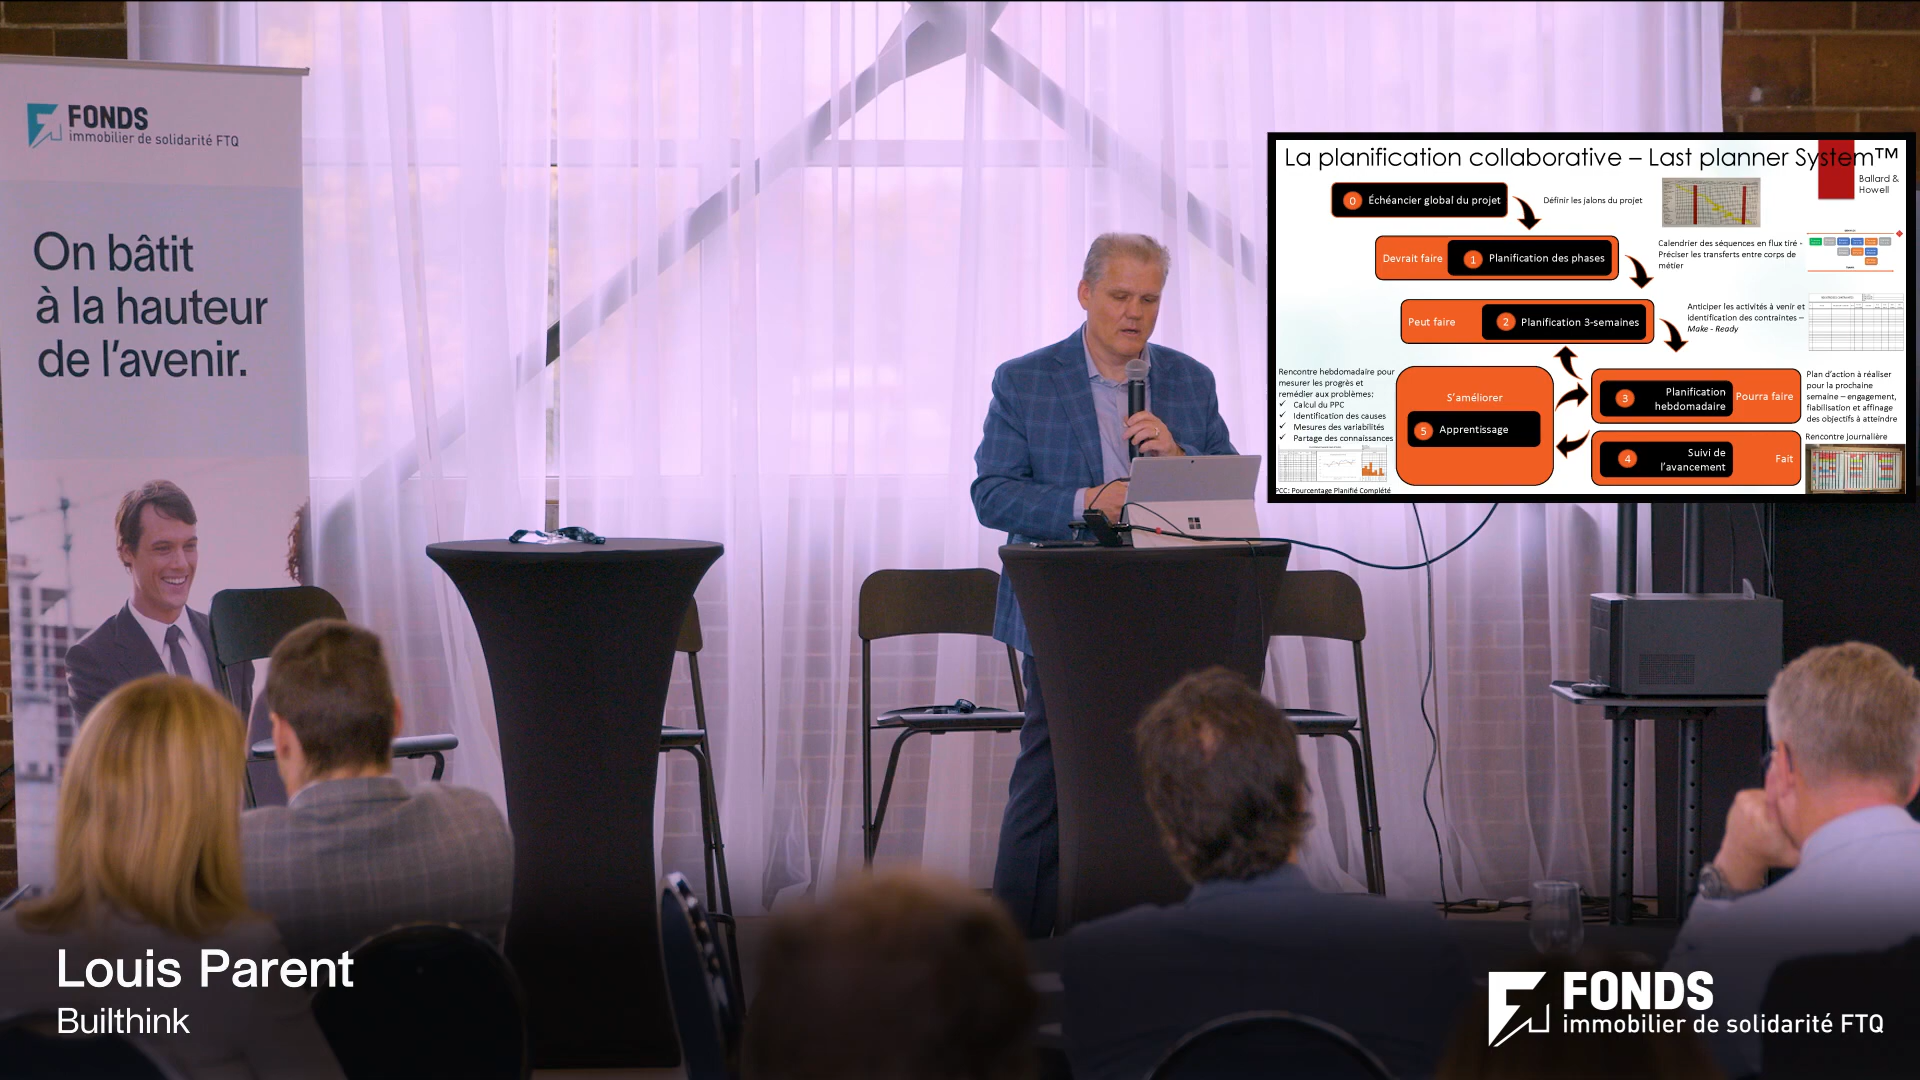 FONDS
immobilier de solidarité FTQ
On bâtit
à la hauteur
de l'avenir.
La planification collaborative – Last planner System™
Ballard &
Howell
0 Échéancier global du projet
Définir les jalons du projet
Devrait faire
1 Planification des phases
Calendrier des séquences en flux tiré -
Préciser les transferts entre corps de
métier
Peut faire
2 Planification 3-semaines
Anticiper les activités à venir et
identification des contraintes –
Make - Ready
Rencontre hebdomadaire pour
mesurer les progrès et
remédier aux problèmes:
✓ Calcul du PPC
✓ Identification des causes
✓ Mesures des variabilités
✓ Partage des connaissances
PCC: Pourcentage Planifié Complété
S'améliorer
5 Apprentissage
3 Planification
hebdomadaire
Pourra faire
4 Suivi de
l'avancement
Fait
Plan d'action à réaliser
pour la prochaine
semaine – engagement,
fiabilisation et affinage
des objectifs à atteindre
Rencontre journalière
Louis Parent
Builthink
FONDS
immobilier de solidarité FTQ